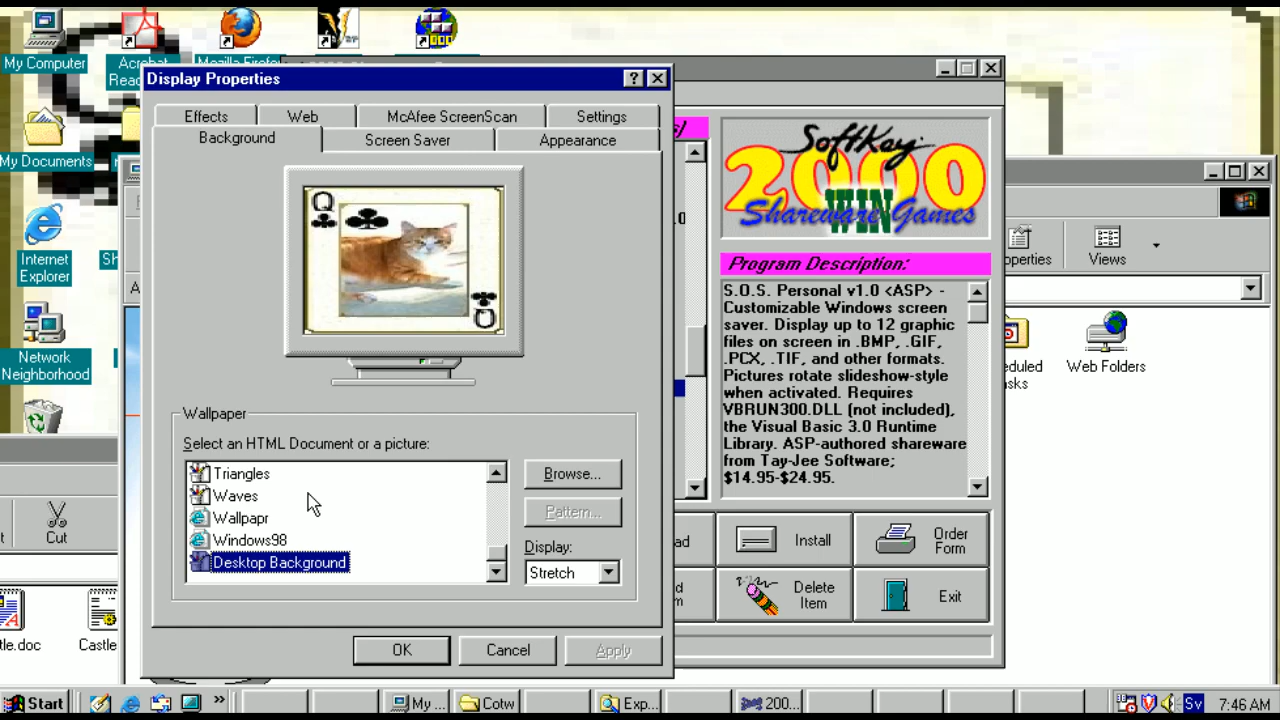 My Computer
Acrobat
Read
Mozilla Firefo
My Documents
Internet
Explorer
Sh
Network
Neighborhood
Cut
tle.doc
Castle
Display Properties
Effects
Web
McAfee ScreenScan
Settings
Background
Screen Saver
Appearance
Q
Q
Wallpaper
Select an HTML Document or a picture:
Triangles
Waves
Wallpapr
Windows98
Desktop Background
Browse...
Pattern...
Display:
Stretch
OK
Cancel
Apply
SoftKey
2000
Shareware WIN Games
Program Description:
S.O.S. Personal v1.0 <ASP> -
Customizable Windows screen
saver. Display up to 12 graphic
files on screen in .BMP, .GIF,
.PCX, .TIF, and other formats.
Pictures rotate slideshow-style
when activated. Requires
VBRUN300.DLL (not included),
the Visual Basic 3.0 Runtime
Library. ASP-authored shareware
from Tay-Jee Software;
$14.95-$24.95.
ad
Install
Order
Form
Delete
Item
Exit
operties
Views
eduled
asks
Web Folders
Start
»
My ...
Cotw
Exp...
200...
Sv
7:46 AM